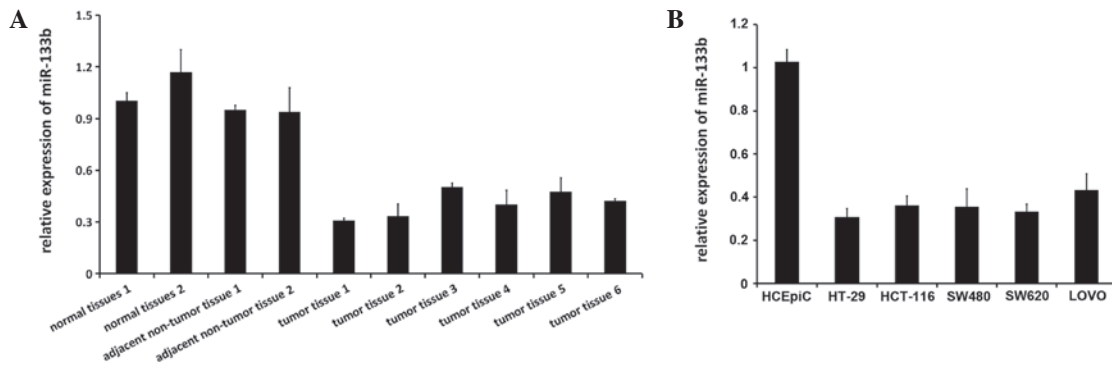 A
relative expression of miR-133b
1.5
1.2
0.9
0.6
0.3
0
normal tissues 1
normal tissues 2
adjacent non-tumor tissue 1
adjacent non-tumor tissue 2
tumor tissue 1
tumor tissue 2
tumor tissue 3
tumor tissue 4
tumor tissue 5
tumor tissue 6
B
relative expression of miR-133b
1.2
1
0.8
0.6
0.4
0.2
0
HCEpiC
HT-29
HCT-116
SW480
SW620
LOVO